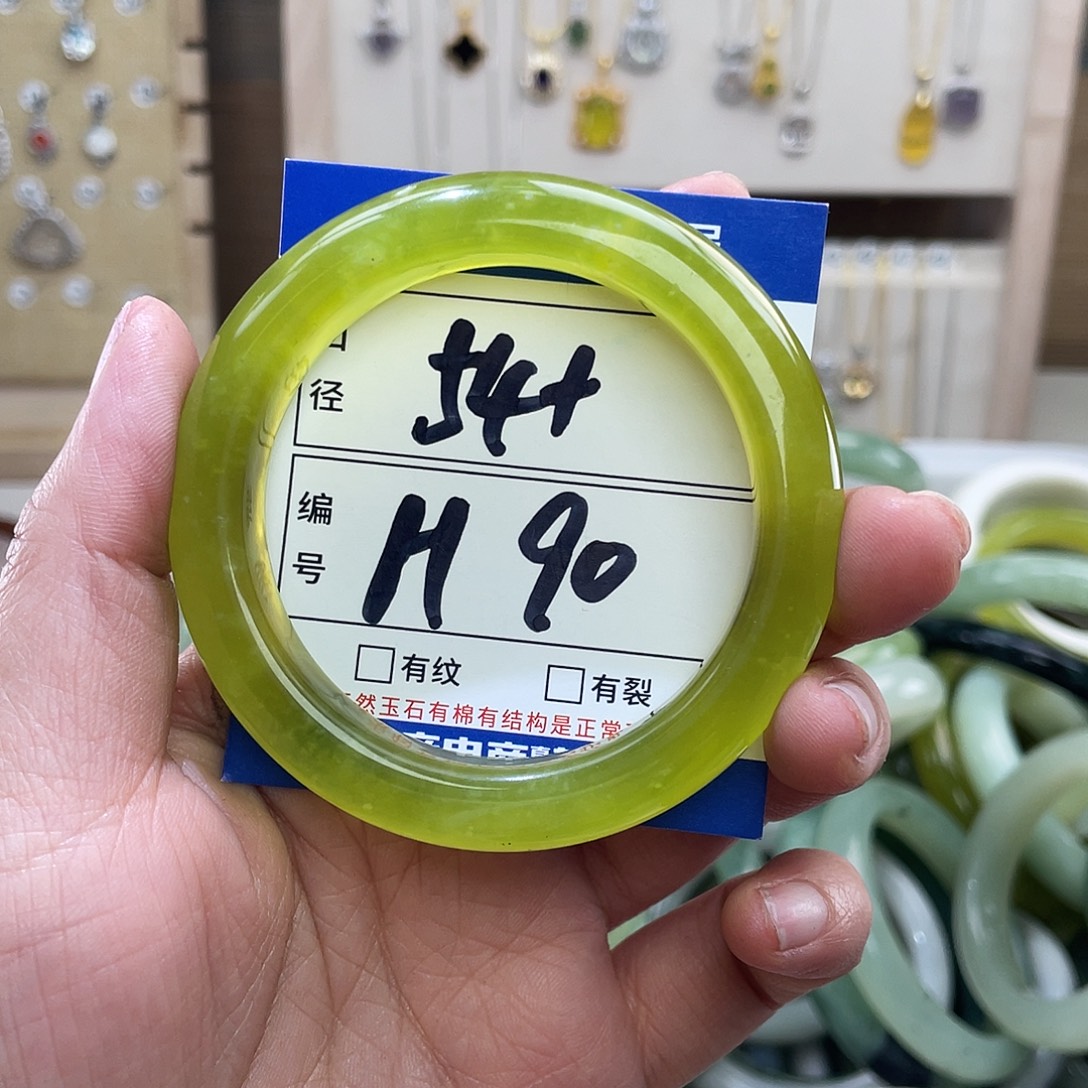 径 54+
编号 H 90
□有纹 □有裂
然玉石有棉有结构是正常